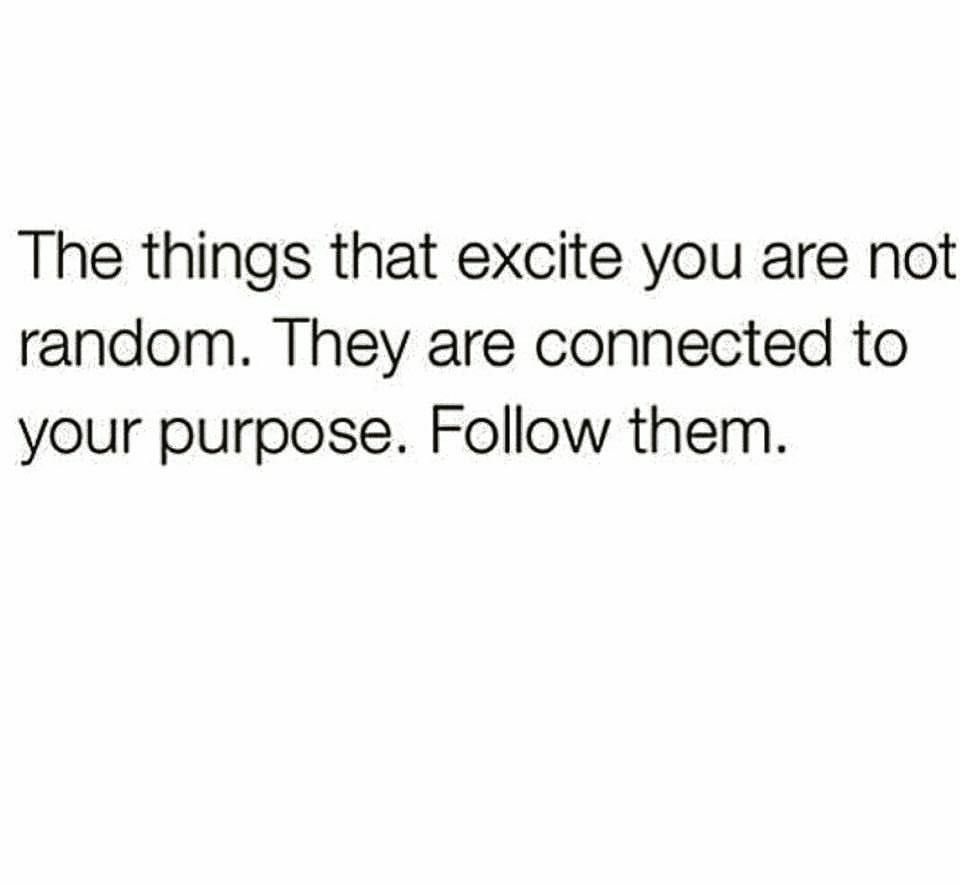 The things that excite you are not
random. They are connected to
your purpose. Follow them.